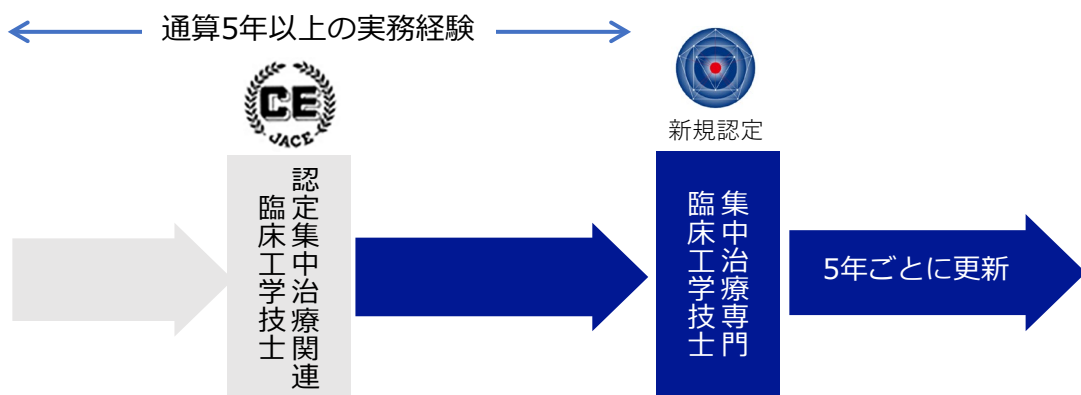 通算5年以上の実務経験
CE
JACE
新規認定
認定集中治療関連
臨床工学技士
集中治療専門
臨床工学技士
5年ごとに更新